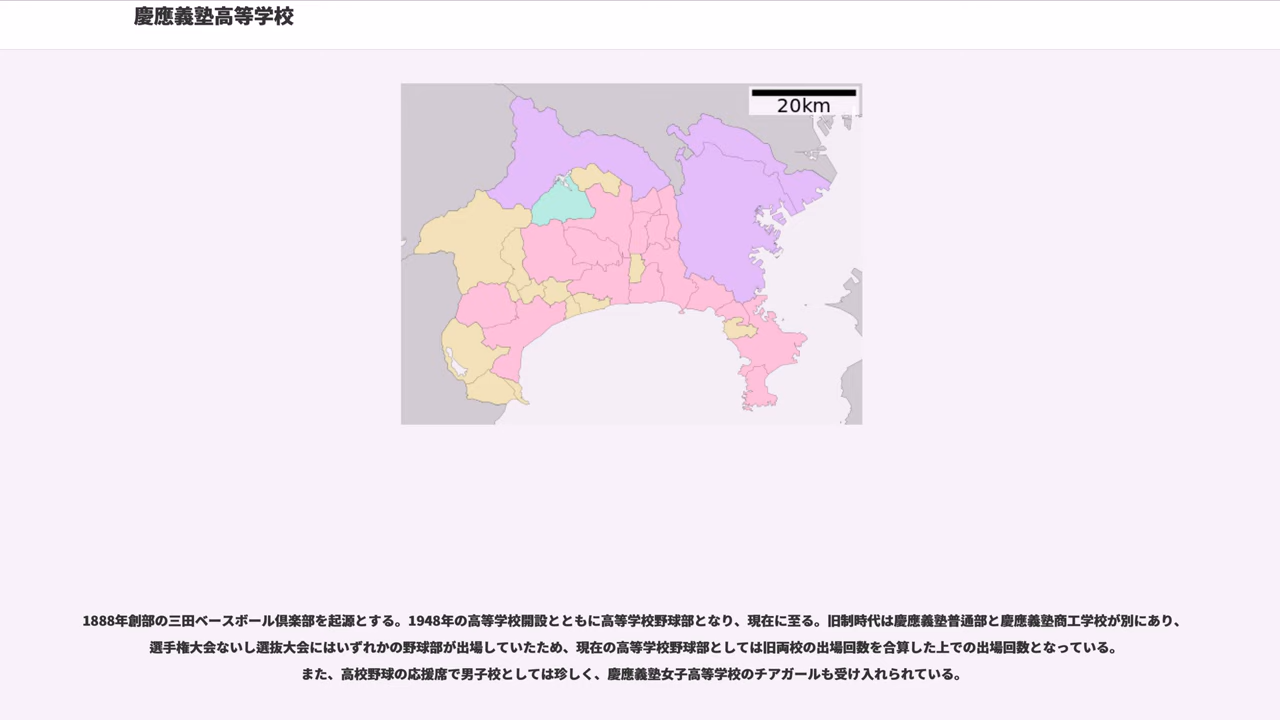 慶應義塾高等学校
20km
1888年創部の三田ベースボール倶楽部を起源とする。1948年の高等学校開設とともに高等学校野球部となり、現在に至る。旧制時代は慶應義塾普通部と慶應義塾商工学校が別にあり、
選手権大会ないし選抜大会にはいずれかの野球部が出場していたため、現在の高等学校野球部としては旧両校の出場回数を合算した上での出場回数となっている。
また、高校野球の応援席で男子校としては珍しく、慶應義塾女子高等学校のチアガールも受け入れられている。